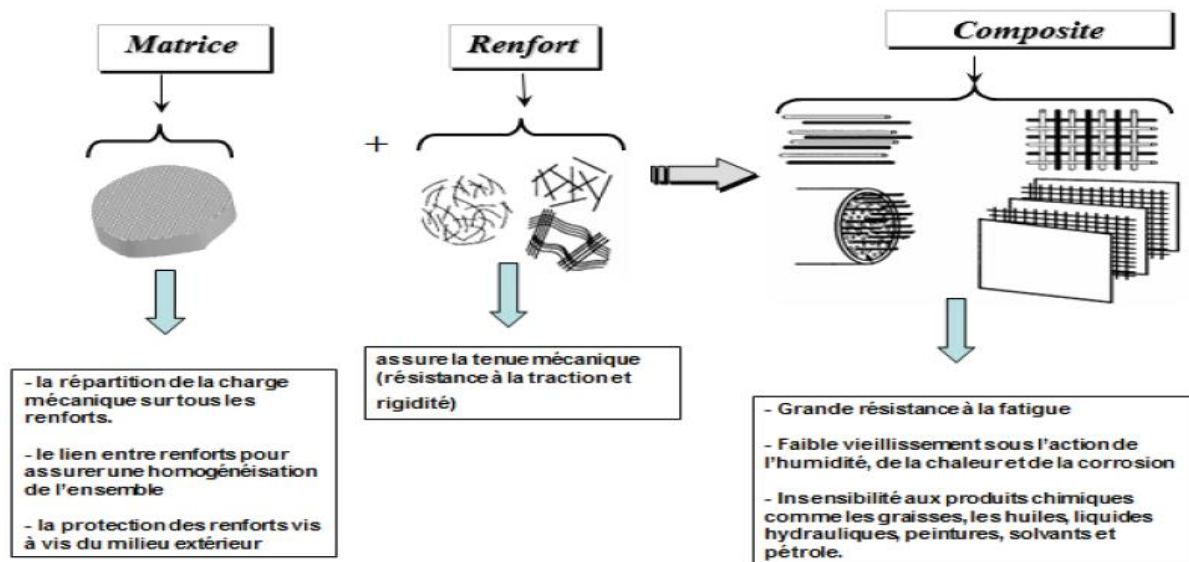 Matrice
Renfort
Composite
+
- la répartition de la charge
mécanique sur tous les
renforts.
- le lien entre renforts pour
assurer une homogénéisation
de l'ensemble
- la protection des renforts vis
à vis du milieu extérieur
assure la tenue mécanique
(résistance à la traction et
rigidité)
- Grande résistance à la fatigue
- Faible vieillissement sous l'action de
l'humidité, de la chaleur et de la corrosion
- Insensibilité aux produits chimiques
comme les graisses, les huiles, liquides
hydrauliques, peintures, solvants et
pétrole.